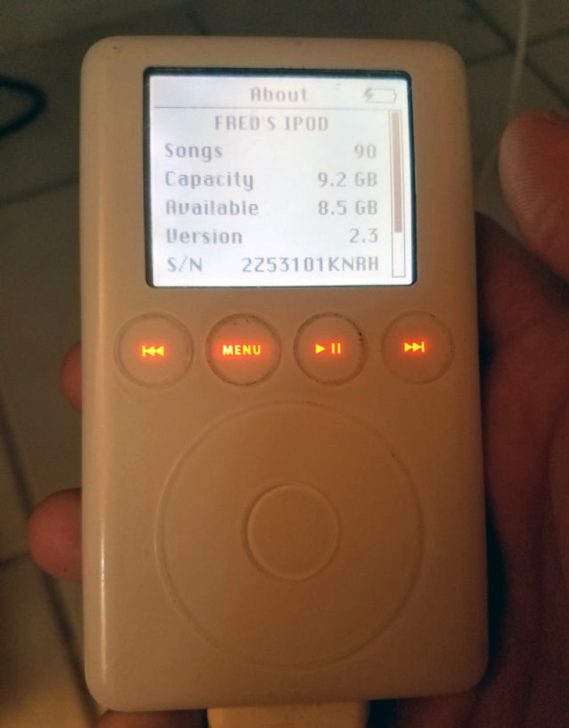 About
FRED'S IPOD
Songs 90
Capacity 9.2 GB
Available 8.5 GB
Version 2.3
S/N 2Z53101KNRH
MENU